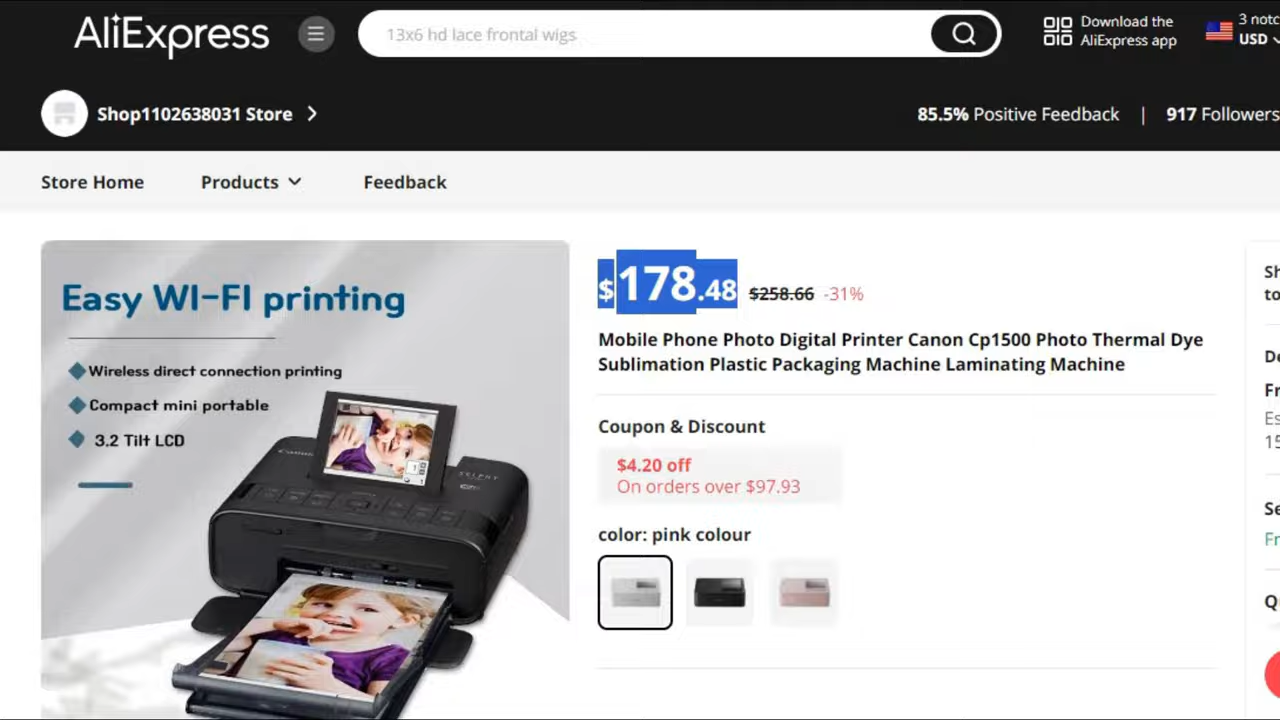 AliExpress
13x6 hd lace frontal wigs
Download the
AliExpress app
USD
Shop1102638031 Store
85.5% Positive Feedback | 917 Followers
Store Home
Products
Feedback
Easy WI-FI printing
Wireless direct connection printing
Compact mini portable
3.2 Tilt LCD
Canon
SELPHY
$178.48 $258.66 -31%
Mobile Phone Photo Digital Printer Canon Cp1500 Photo Thermal Dye
Sublimation Plastic Packaging Machine Laminating Machine
Coupon & Discount
$4.20 off
On orders over $97.93
color: pink colour